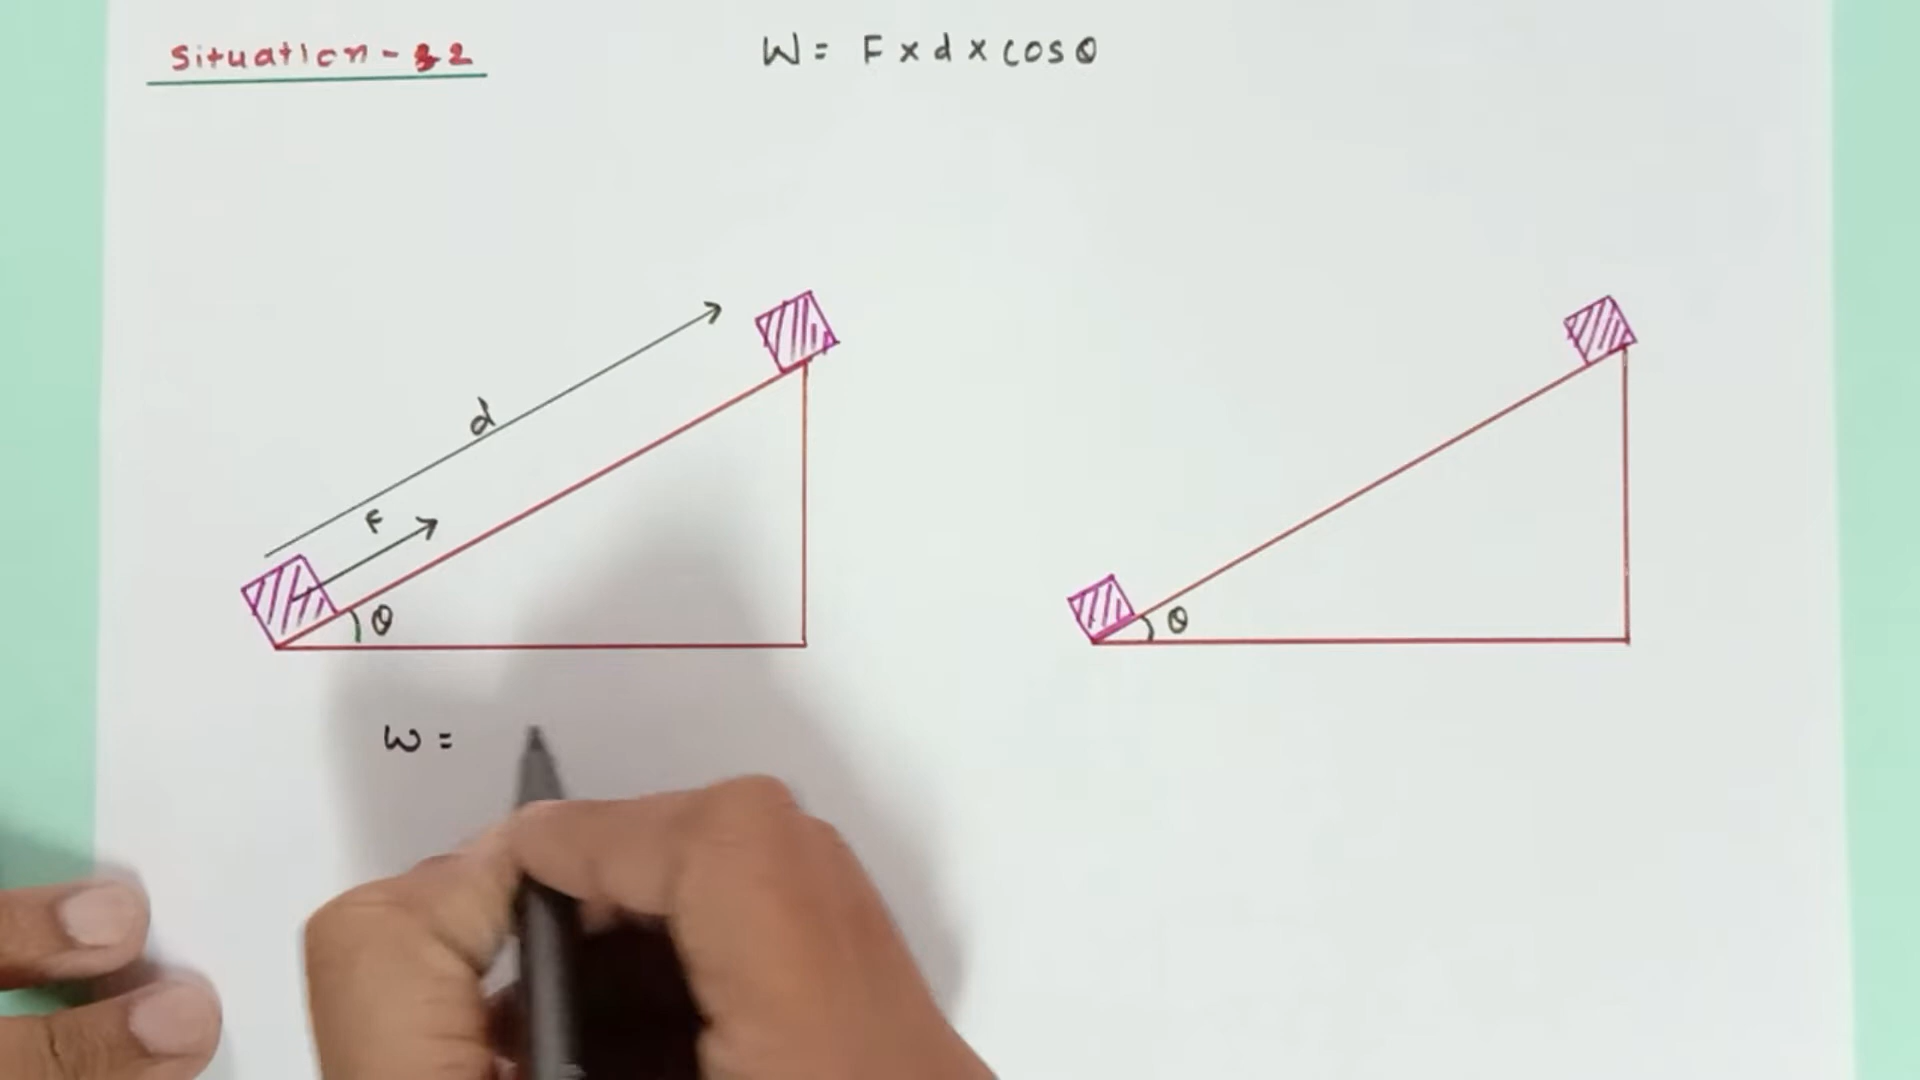 Situation - 2
W = F × d × cos θ
d
F
θ
θ
W =